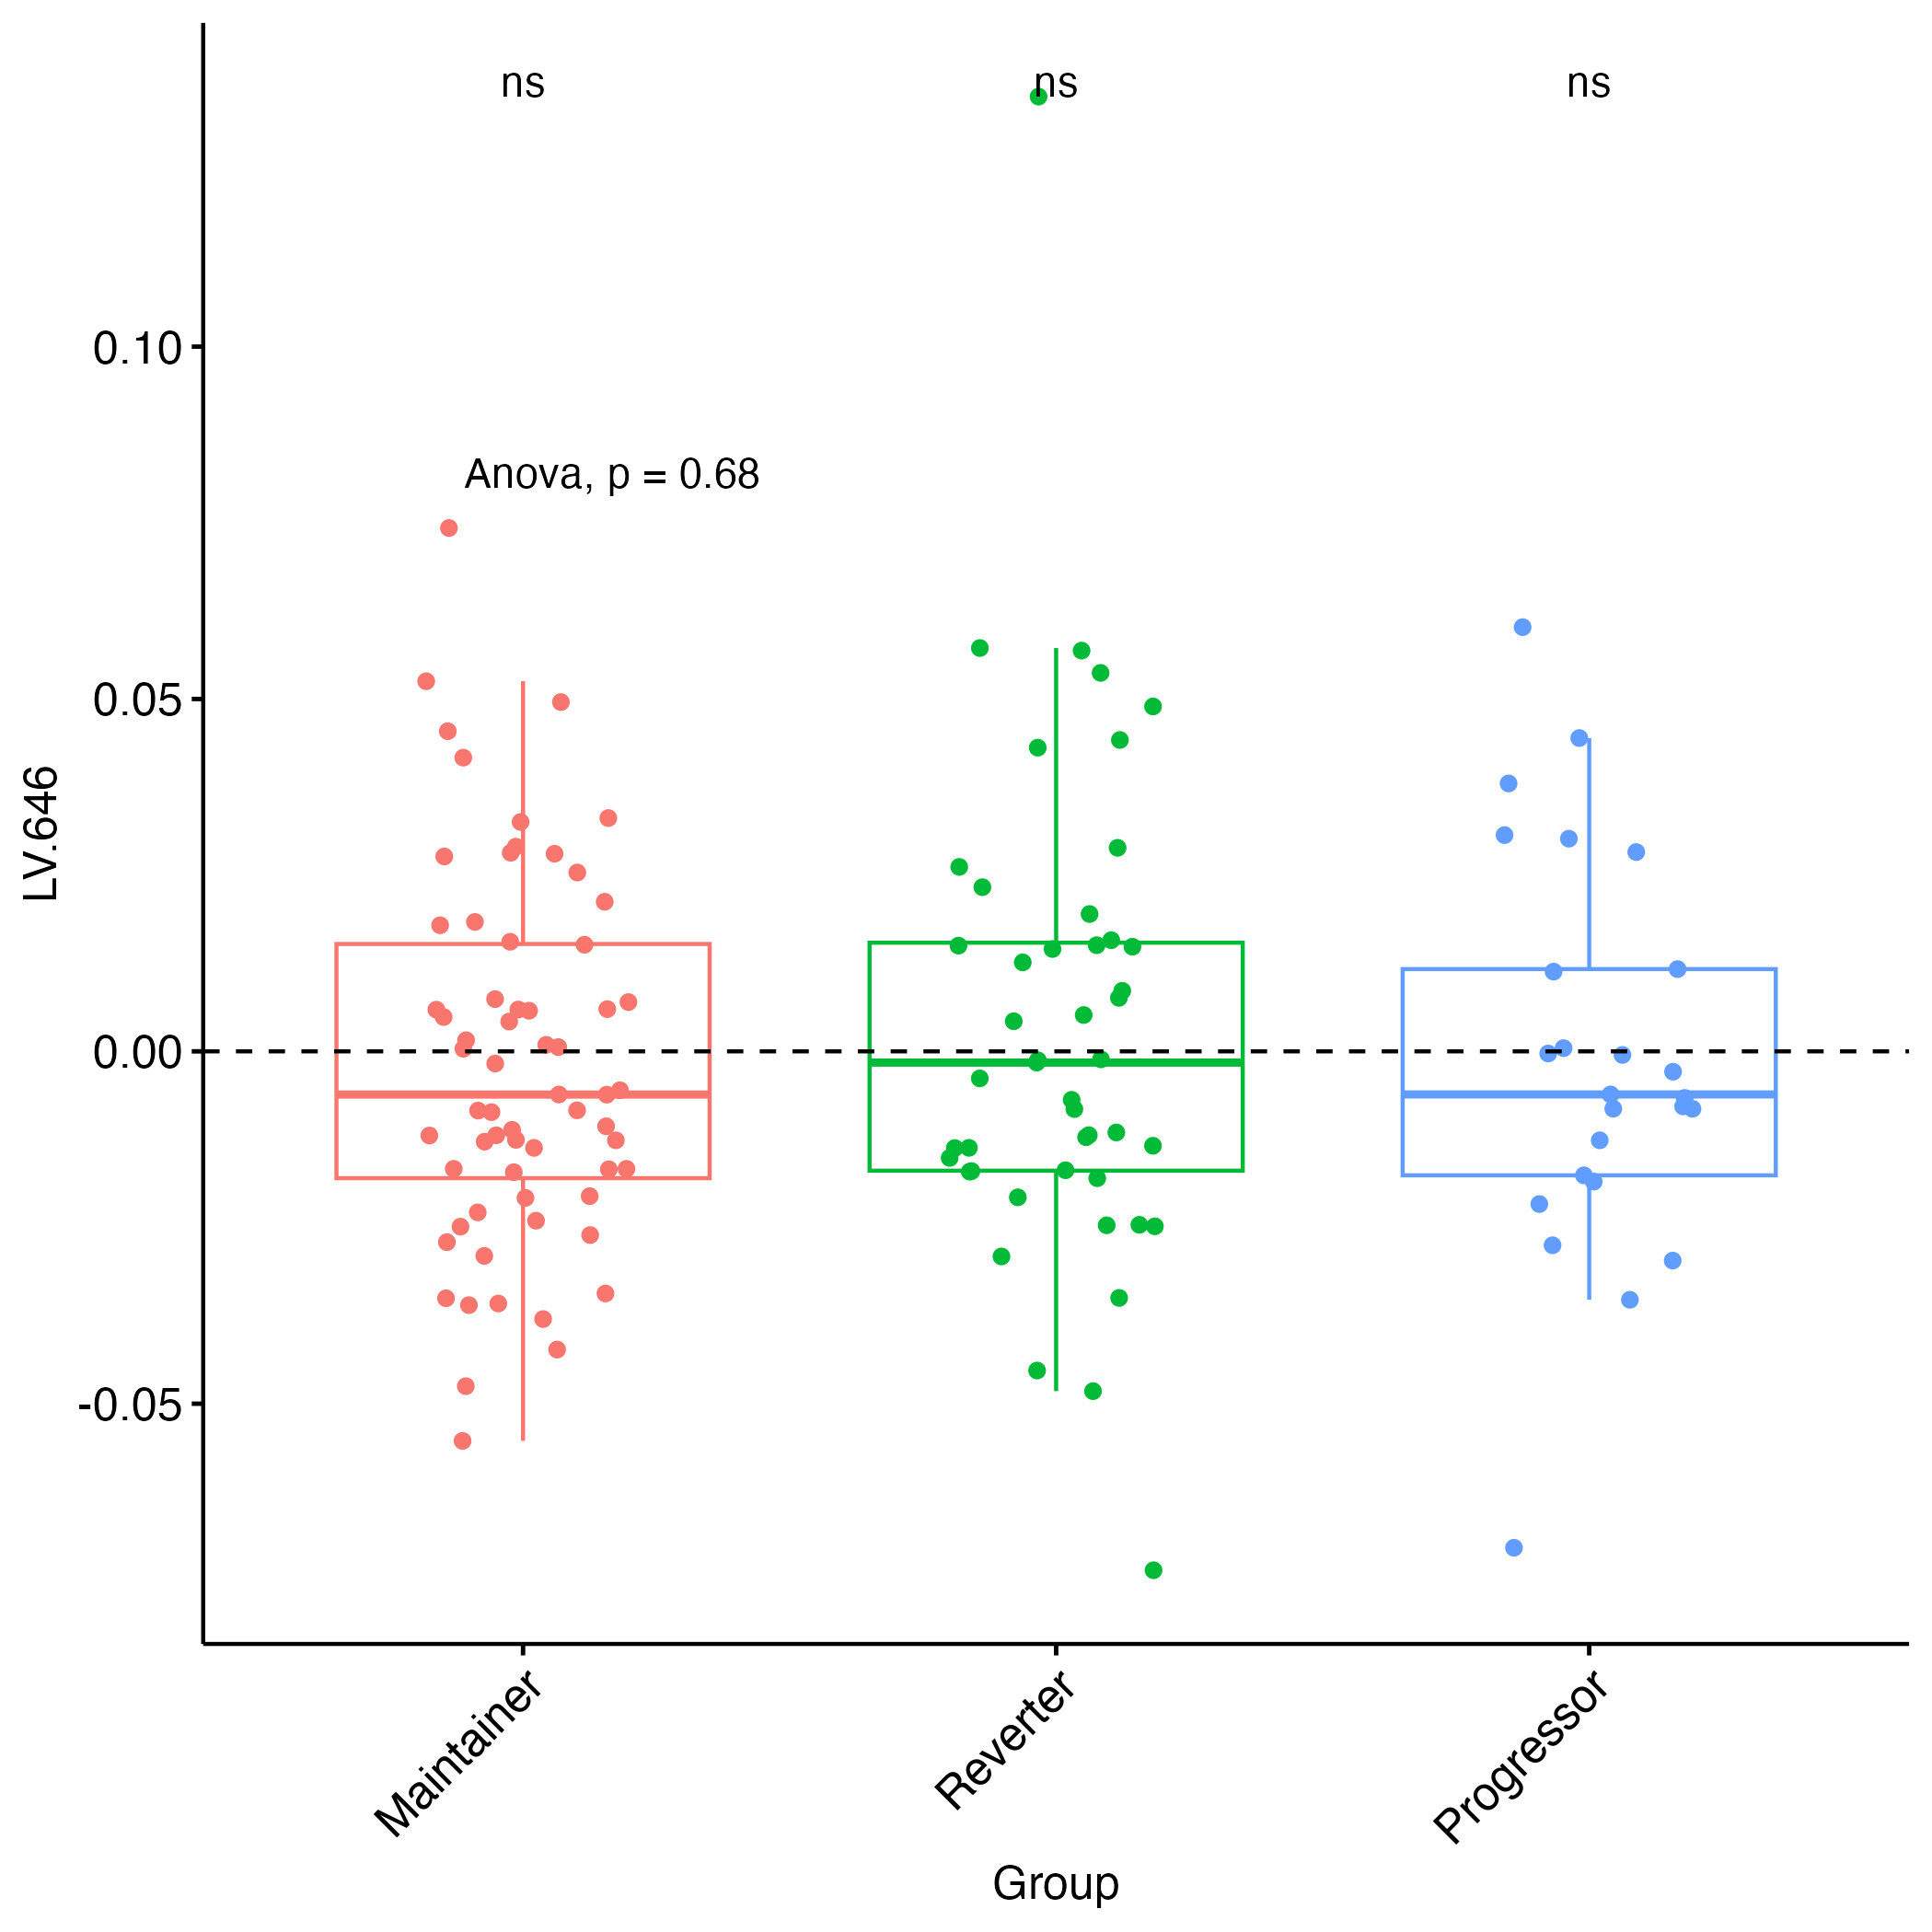 ns
ns
ns
Anova, p = 0.68
0.10
0.05
0.00
-0.05
LV.646
Maintainer
Reverter
Progressor
Group